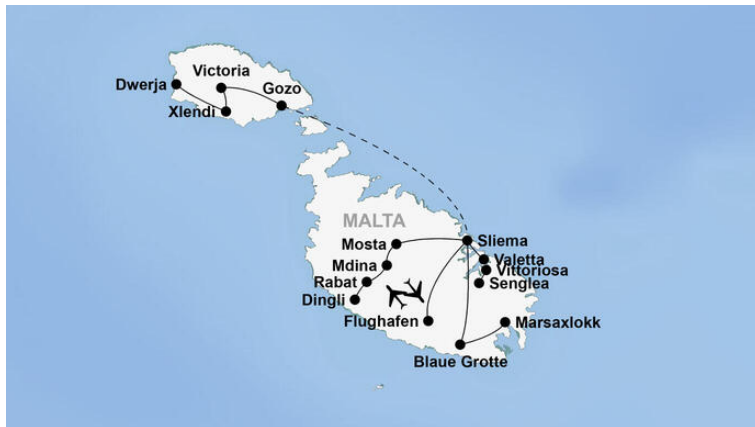 Victoria
Dwerja
Gozo
Xlendi
MALTA
Mosta
Sliema
Valetta
Mdina
Vittoriosa
Rabat
Senglea
Dingli
Flughafen
Marsaxlokk
Blaue Grotte